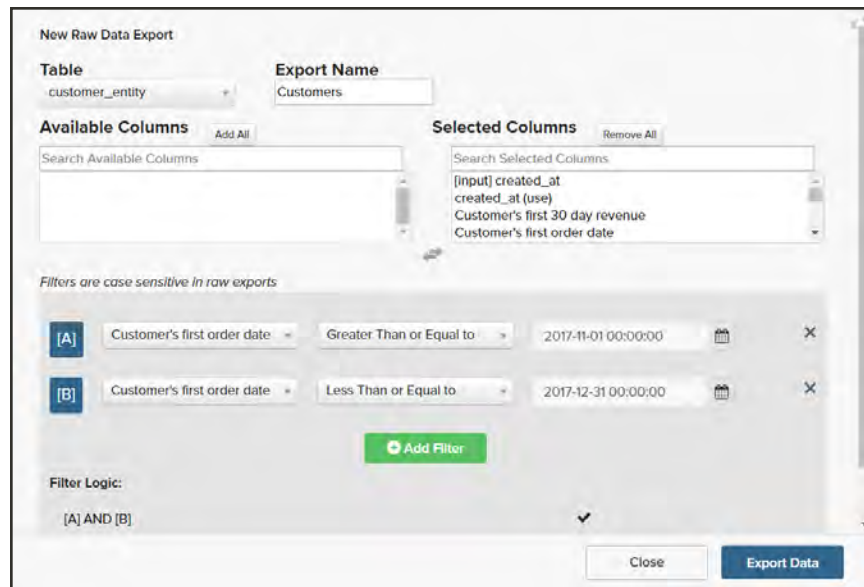 New Raw Data Export
Table Export Name
customer_entity Customers
Available Columns Add All Selected Columns Remove All
Search Available Columns Search Selected Columns
[input] created_at
created_at (use)
Customer's first 30 day revenue
Customer's first order date
Filters are case sensitive in raw exports
[A] Customer's first order date Greater Than or Equal to 2017-11-01 00:00:00
[B] Customer's first order date Less Than or Equal to 2017-12-31 00:00:00
Add Filter
Filter Logic:
[A] AND [B]
Close Export Data